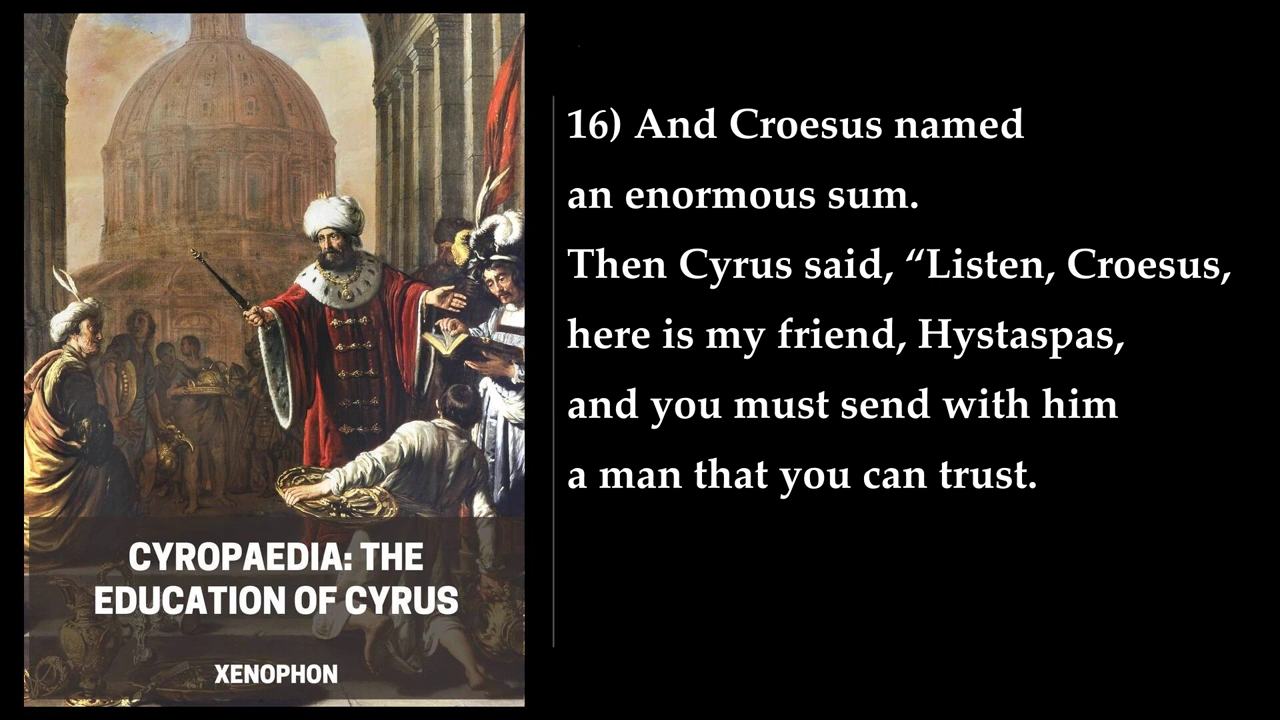 CYROPAEDIA: THE
EDUCATION OF CYRUS
XENOPHON
16) And Croesus named
an enormous sum.
Then Cyrus said, “Listen, Croesus,
here is my friend, Hystaspas,
and you must send with him
a man that you can trust.